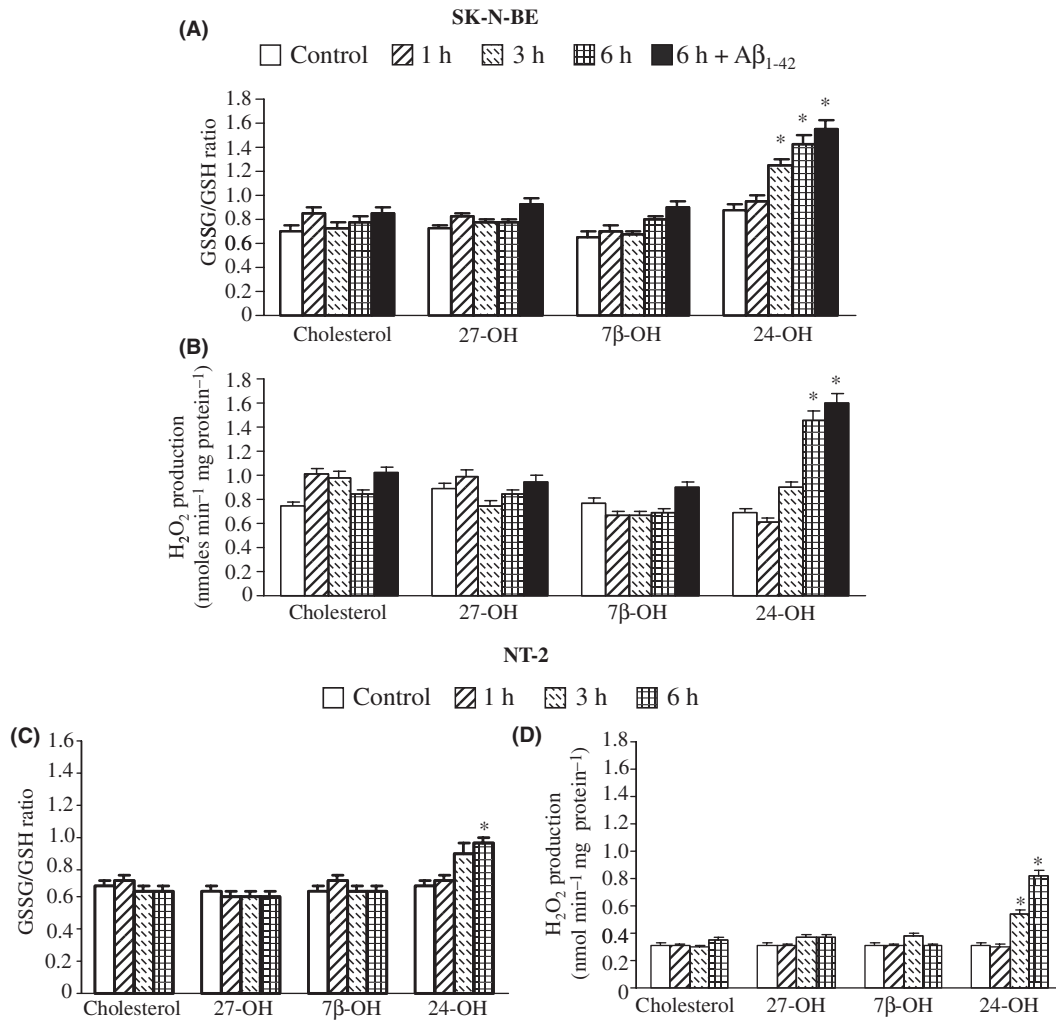 SK-N-BE
(A)
Control 1 h 3 h 6 h 6 h + Aβ₁₋₄₂
GSSG/GSH ratio
1.8
1.6
1.4
1.2
1.0
0.8
0.6
0.4
0.2
0
* * *
Cholesterol 27-OH 7β-OH 24-OH
(B)
H₂O₂ production
(nmoles min⁻¹ mg protein⁻¹)
1.8
1.6
1.4
1.2
1.0
0.8
0.6
0.4
0.2
0
* *
Cholesterol 27-OH 7β-OH 24-OH
NT-2
Control 1 h 3 h 6 h
(C)
GSSG/GSH ratio
1.6
1.4
1.2
1.0
0.8
0.6
0.4
0.2
0
*
Cholesterol 27-OH 7β-OH 24-OH
(D)
H₂O₂ production
(nmol min⁻¹ mg protein⁻¹)
1.8
1.6
1.4
1.2
1.0
0.8
0.6
0.4
0.2
0
* *
Cholesterol 27-OH 7β-OH 24-OH